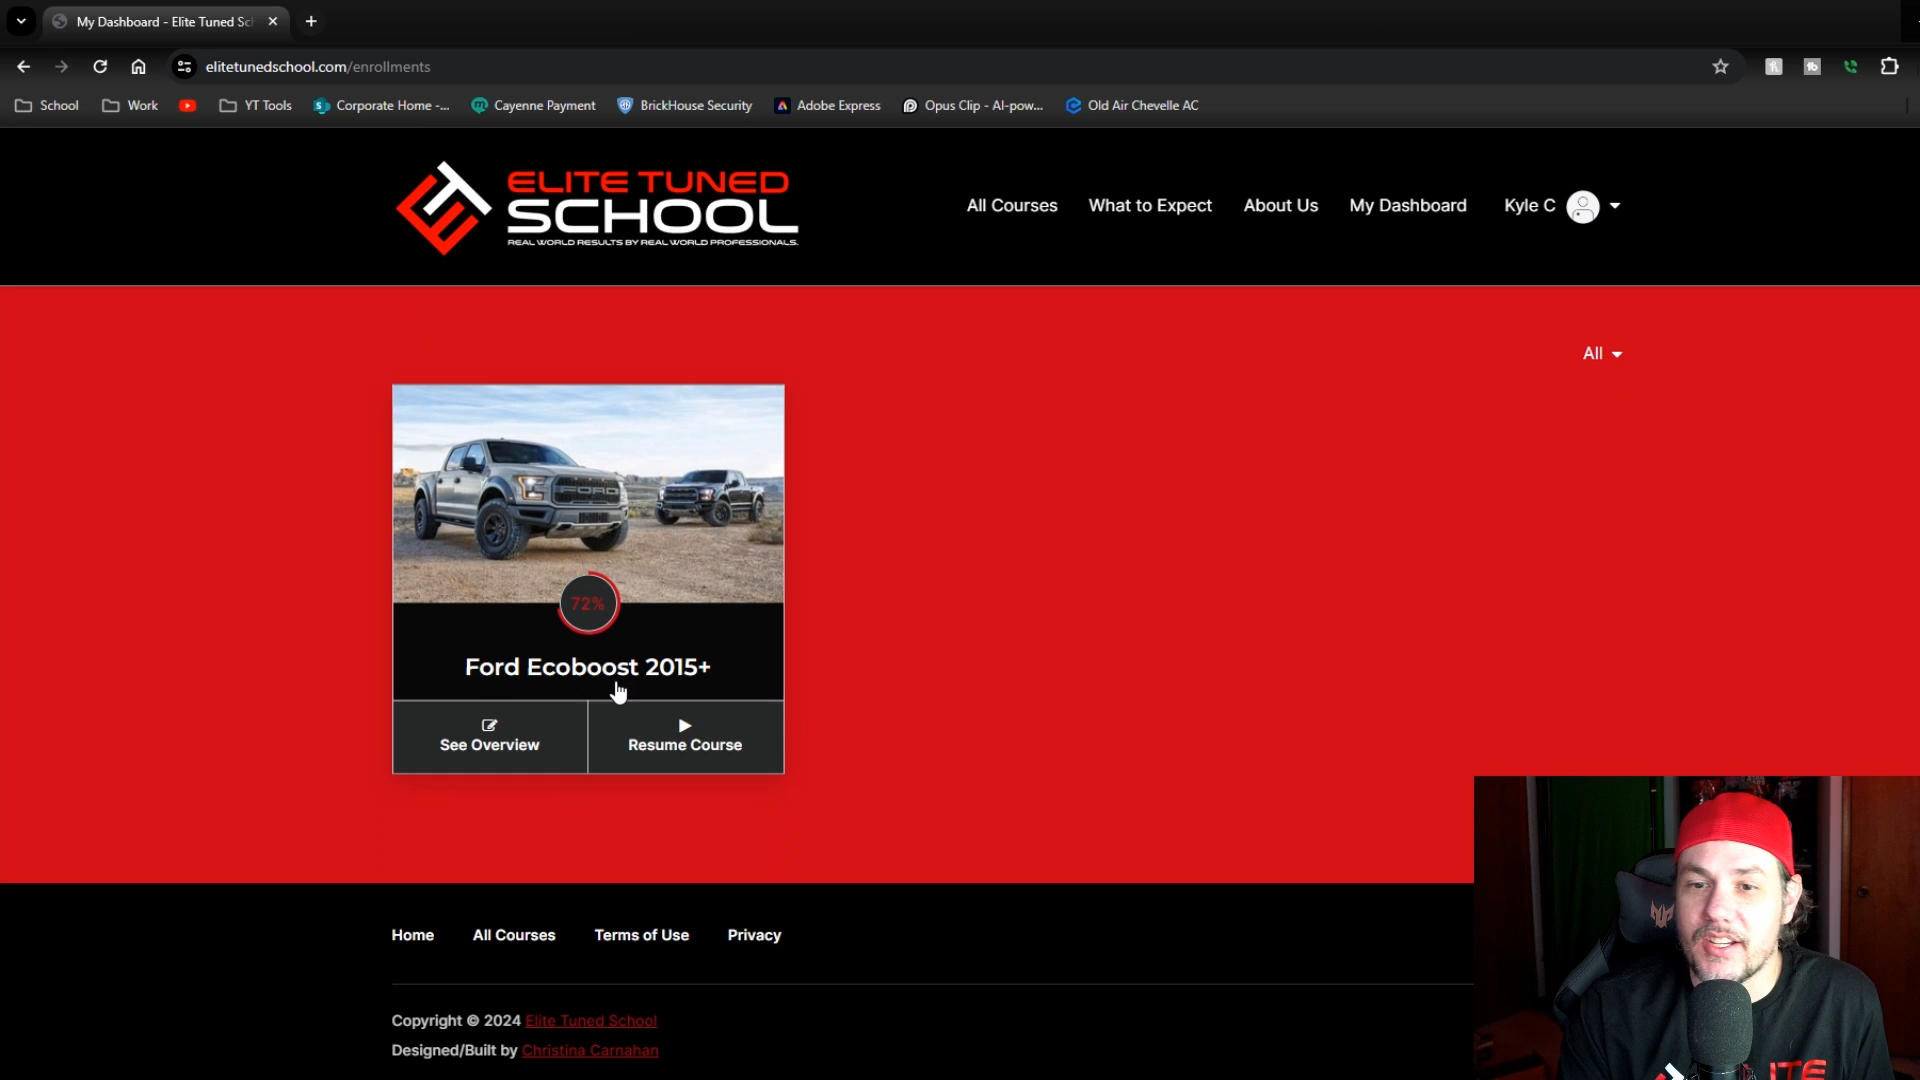 My Dashboard - Elite Tuned Sch
elitetunedschool.com/enrollments
School
Work
YT Tools
Corporate Home -...
Cayenne Payment
BrickHouse Security
Adobe Express
Opus Clip - AI-pow...
Old Air Chevelle AC
ELITE TUNED
SCHOOL
REAL WORLD RESULTS BY REAL WORLD PROFESSIONALS.
All Courses
What to Expect
About Us
My Dashboard
Kyle C
All
FORD
72%
Ford Ecoboost 2015+
See Overview
Resume Course
Home
All Courses
Terms of Use
Privacy
Copyright © 2024 Elite Tuned School
Designed/Built by Christina Carnahan